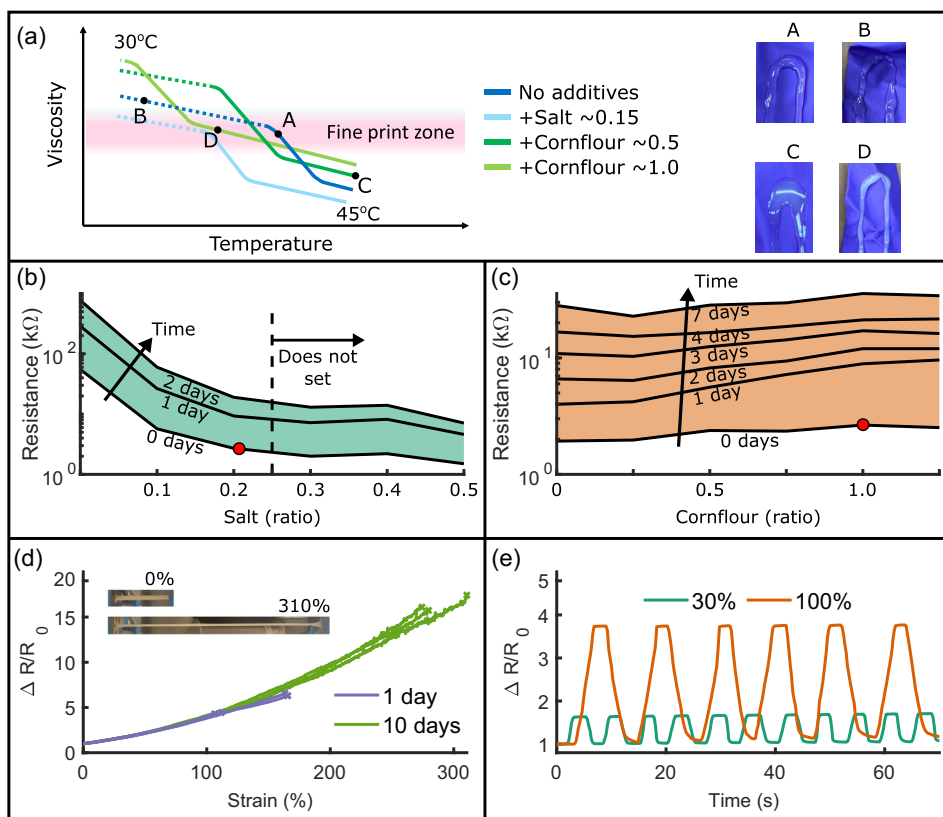 (a)
30°C
Viscosity
B
D
A
C
Fine print zone
45°C
Temperature
No additives
+Salt ~0.15
+Cornflour ~0.5
+Cornflour ~1.0
A
B
C
D
(b)
Resistance (kΩ)
10²
10⁰
Time
2 days
1 day
0 days
Does not
set
0.1
0.2
0.3
0.4
0.5
Salt (ratio)
(c)
Resistance (kΩ)
10¹
10⁰
Time
7 days
4 days
3 days
2 days
1 day
0 days
0
0.5
1.0
Cornflour (ratio)
(d)
Δ R/R₀
20
15
10
5
0
0%
310%
1 day
10 days
0
100
200
300
Strain (%)
(e)
Δ R/R₀
5
4
3
2
1
30%
100%
0
20
40
60
Time (s)